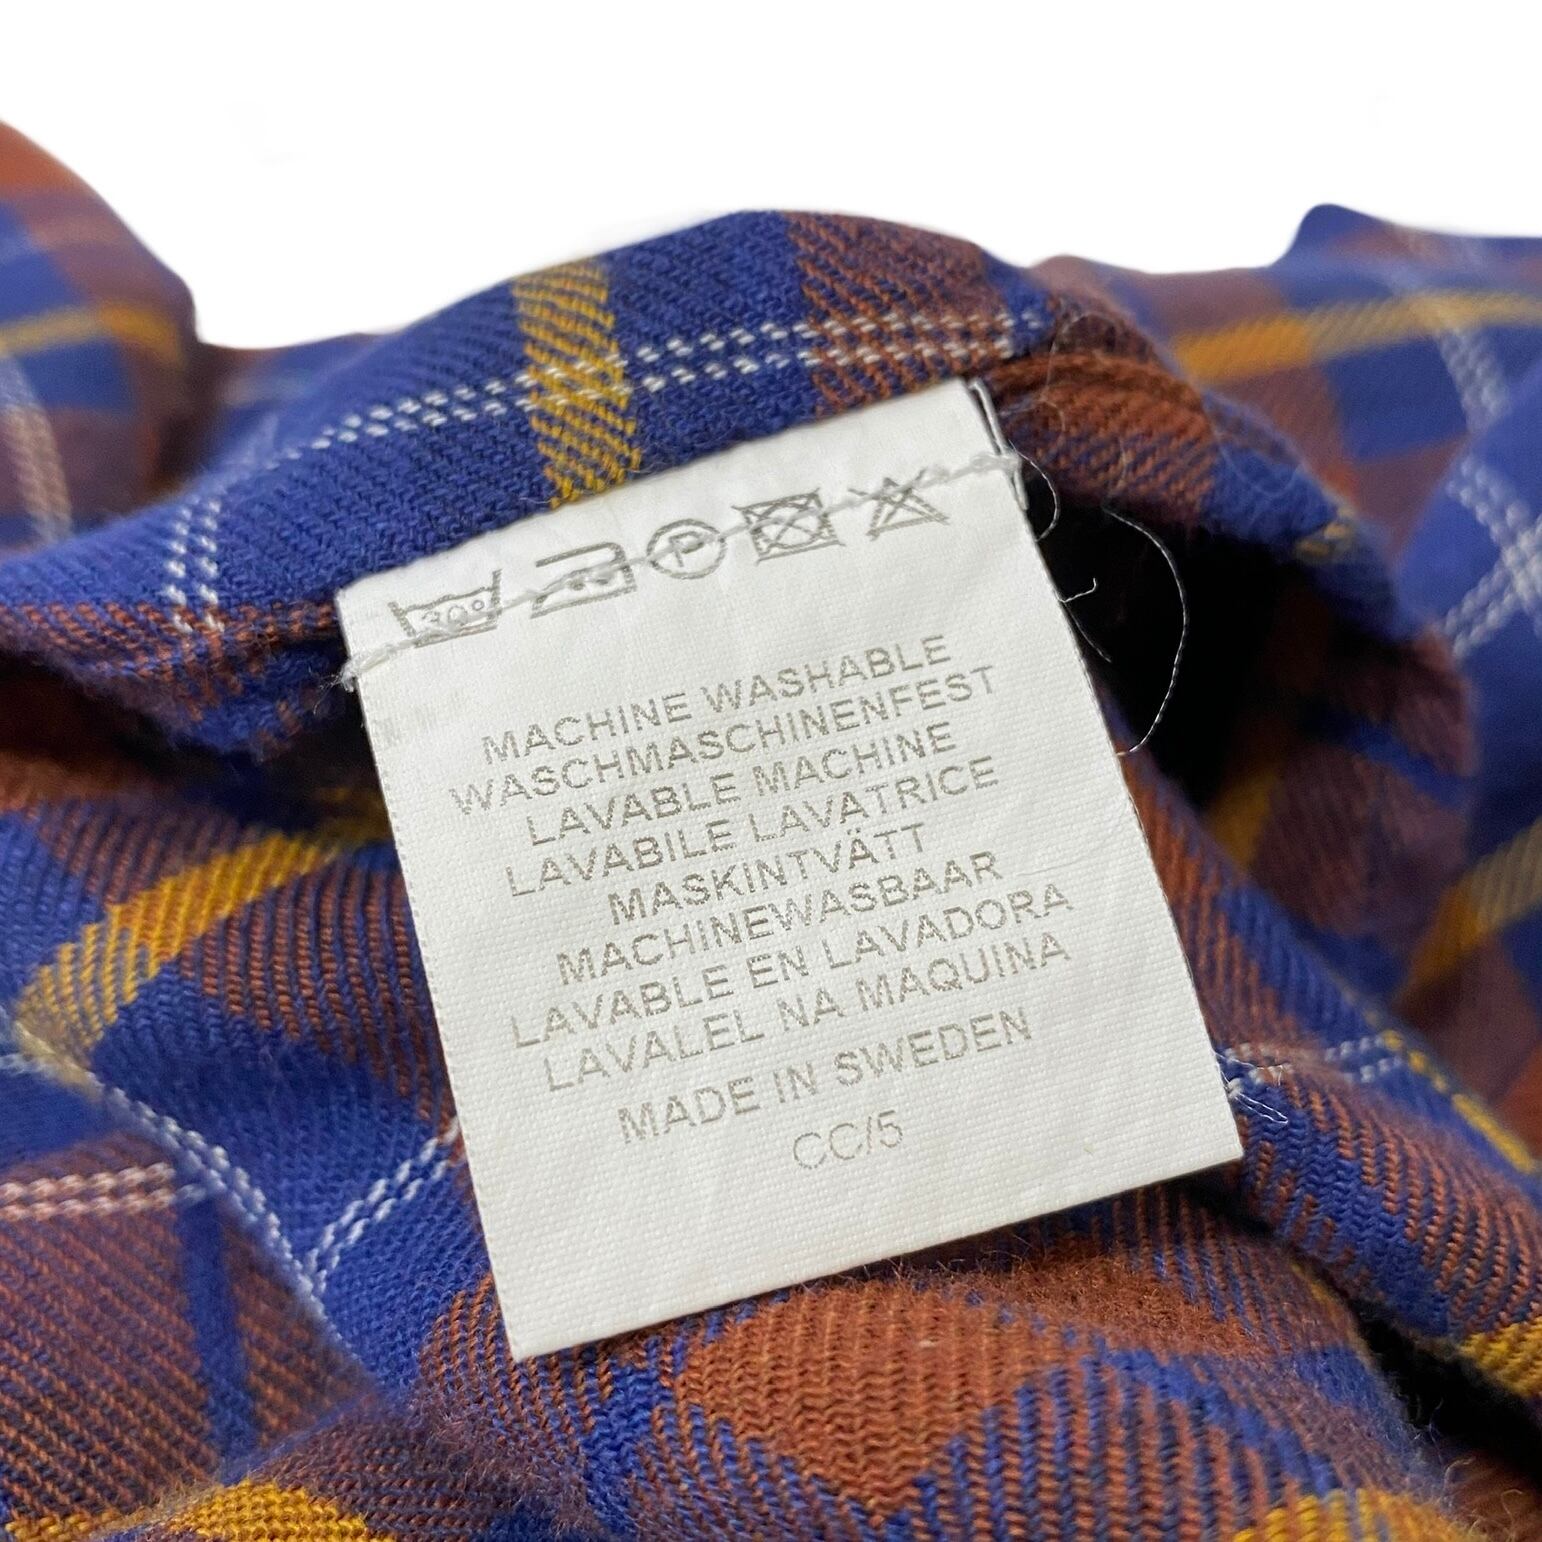 30° P
MACHINE WASHABLE
WASCHMASCHINENFEST
LAVABLE MACHINE
LAVABILE LAVATRICE
MASKINTVÄTT
MACHINEWASBAAR
LAVABLE EN LAVADORA
LAVALEL NA MAQUINA
MADE IN SWEDEN
CC/5